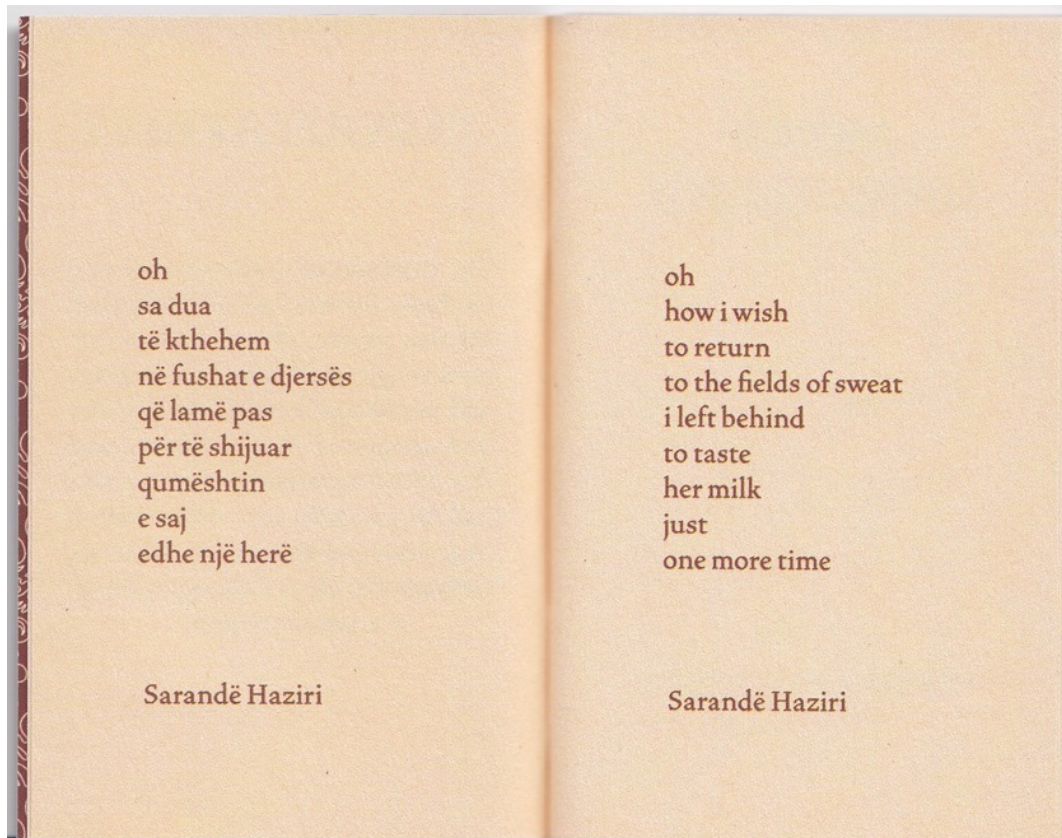 oh
sa dua
të kthehem
në fushat e djersës
që lamë pas
për të shijuar
qumështin
e saj
edhe një herë
Sarandë Haziri
oh
how i wish
to return
to the fields of sweat
i left behind
to taste
her milk
just
one more time
Sarandë Haziri